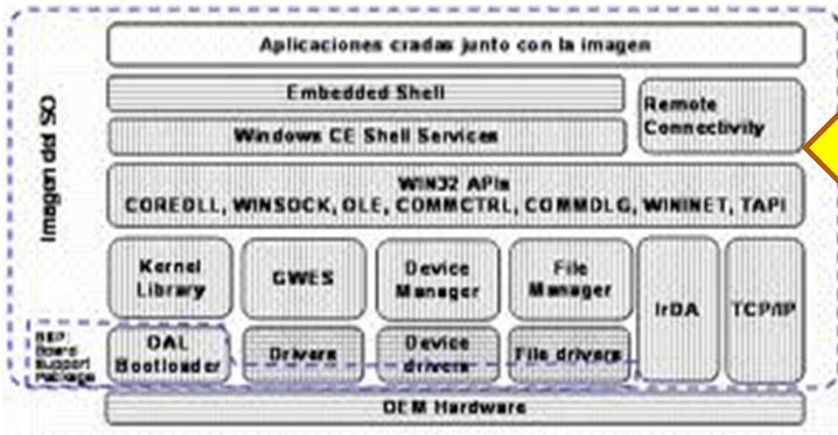 Aplicaciones cradas junto con la imagen
Embedded Shell
Remote
Connectivity
Windows CE Shell Services
Imagen del OS
WIN32 APIs
COREDLL, WINSOCK, OLE, COMMCTRL, COMMDLG, WININET, TAPI
Kernel
Library
GWES
Device
Manager
File
Manager
IrDA
TCP/IP
BSP
Board
Support
Package
OAL
Bootloader
Drivers
Device
drivers
File drivers
OEM Hardware